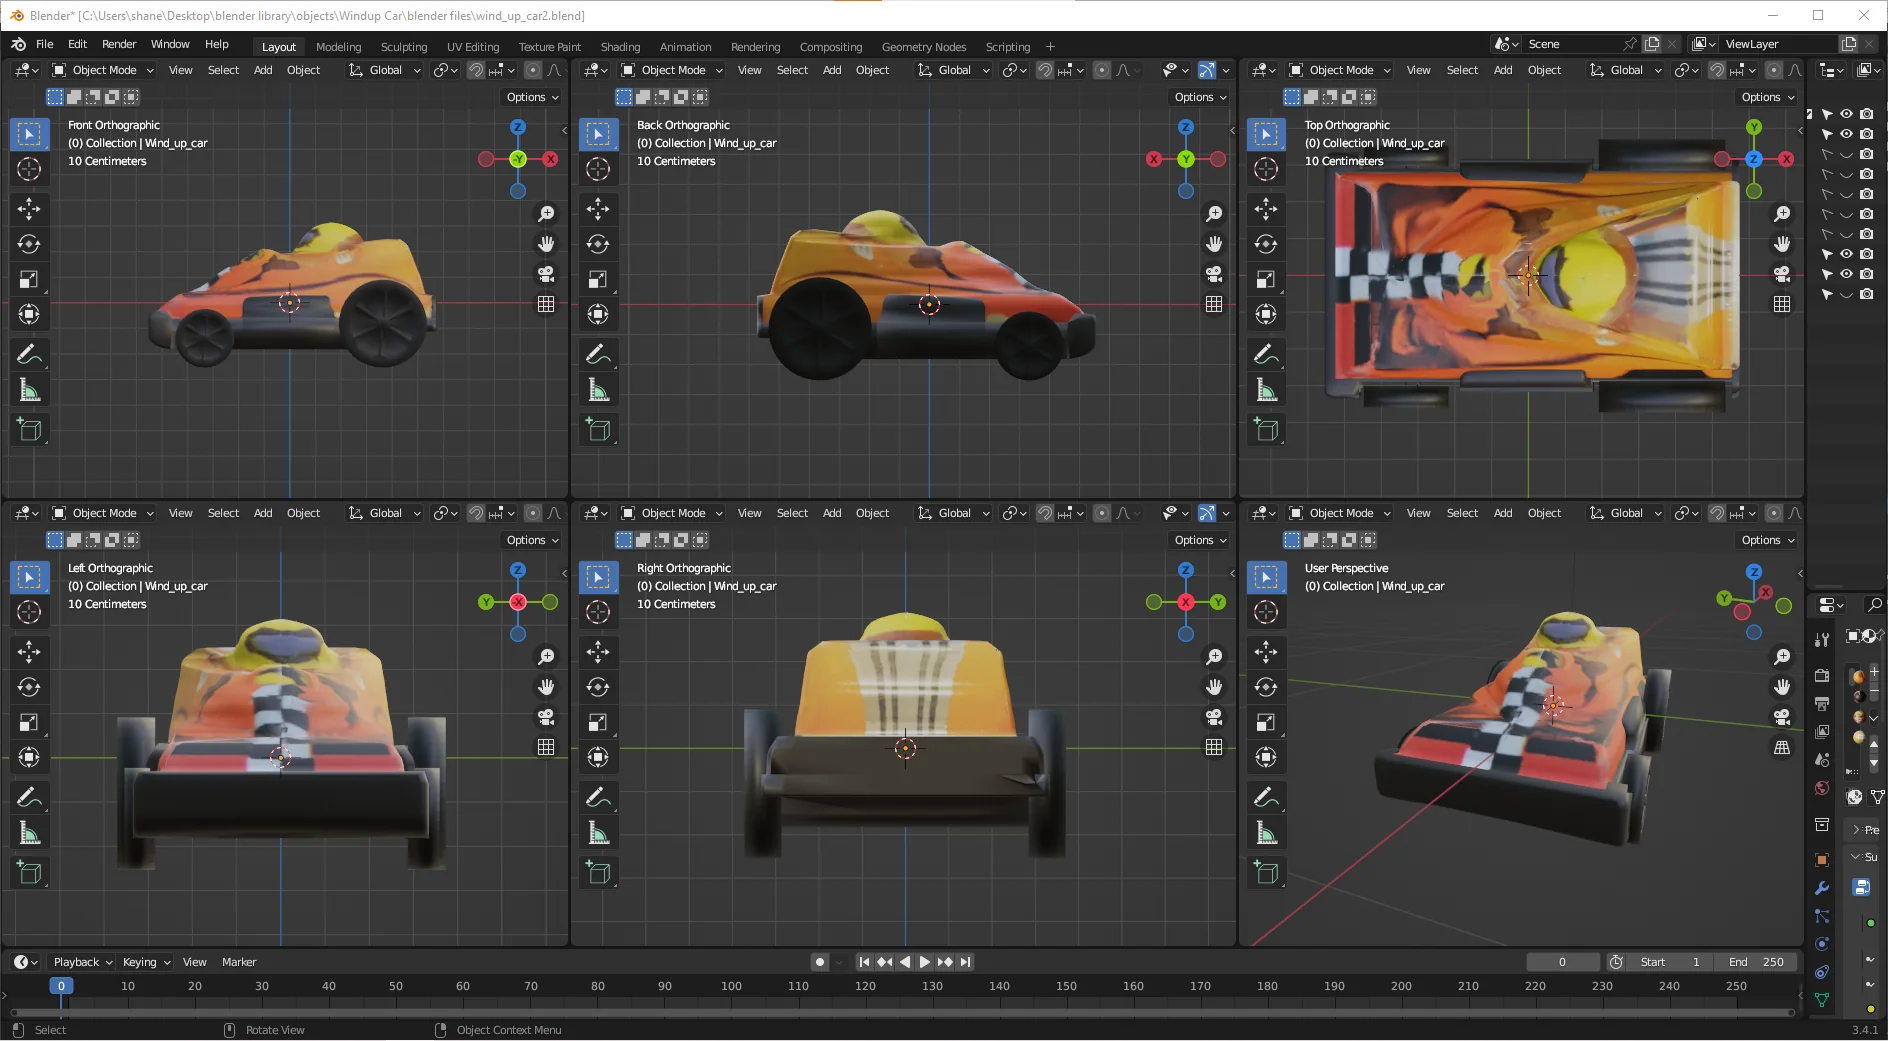 Blender* [C:\Users\shane\Desktop\blender library\objects\Windup Car\blender files\wind_up_car2.blend]
File Edit Render Window Help Layout Modeling Sculpting UV Editing Texture Paint Shading Animation Rendering Compositing Geometry Nodes Scripting + Scene ViewLayer
Object Mode View Select Add Object Global
Options
Front Orthographic
(0) Collection | Wind_up_car
10 Centimeters
Z
-Y X
Object Mode View Select Add Object Global
Options
Back Orthographic
(0) Collection | Wind_up_car
10 Centimeters
Z
X Y
Object Mode View Select Add Object Global
Options
Top Orthographic
(0) Collection | Wind_up_car
10 Centimeters
Y
Z X
Object Mode View Select Add Object Global
Options
Left Orthographic
(0) Collection | Wind_up_car
10 Centimeters
Z
Y -X
Object Mode View Select Add Object Global
Options
Right Orthographic
(0) Collection | Wind_up_car
10 Centimeters
Z
X Y
Object Mode View Select Add Object Global
Options
User Perspective
(0) Collection | Wind_up_car
Z
Y X
Pre
Su
Playback Keying View Marker 0 Start 1 End 250
0 10 20 30 40 50 60 70 80 90 100 110 120 130 140 150 160 170 180 190 200 210 220 230 240 250
Select Rotate View Object Context Menu 3.4.1